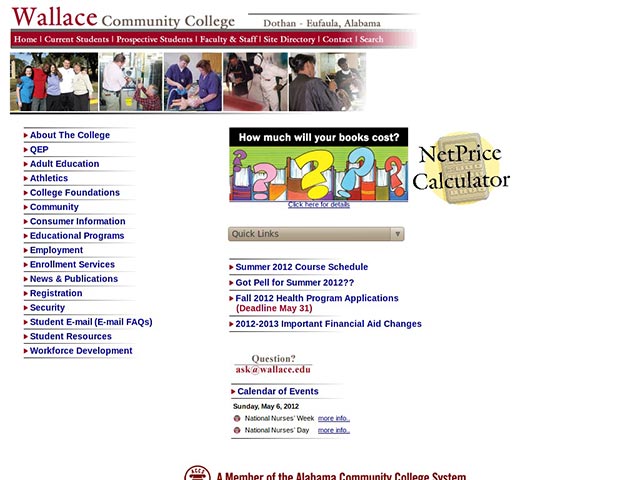 Wallace Community College
Dothan - Eufaula, Alabama
Home | Current Students | Prospective Students | Faculty & Staff | Site Directory | Contact | Search
About The College
QEP
Adult Education
Athletics
College Foundations
Community
Consumer Information
Educational Programs
Employment
Enrollment Services
News & Publications
Registration
Security
Student E-mail (E-mail FAQs)
Student Resources
Workforce Development
How much will your books cost?
Click here for details
NetPrice
Calculator
Quick Links
Summer 2012 Course Schedule
Got Pell for Summer 2012??
Fall 2012 Health Program Applications
(Deadline May 31)
2012-2013 Important Financial Aid Changes
Question?
ask@wallace.edu
Calendar of Events
Sunday, May 6, 2012
National Nurses' Week more info..
National Nurses' Day more info..
ACCS
A Member of the Alabama Community College System